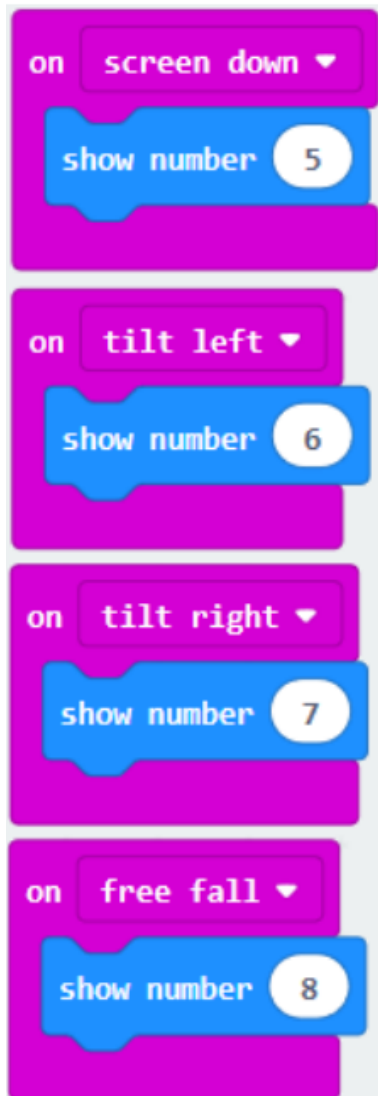 on screen down
show number 5
on tilt left
show number 6
on tilt right
show number 7
on free fall
show number 8